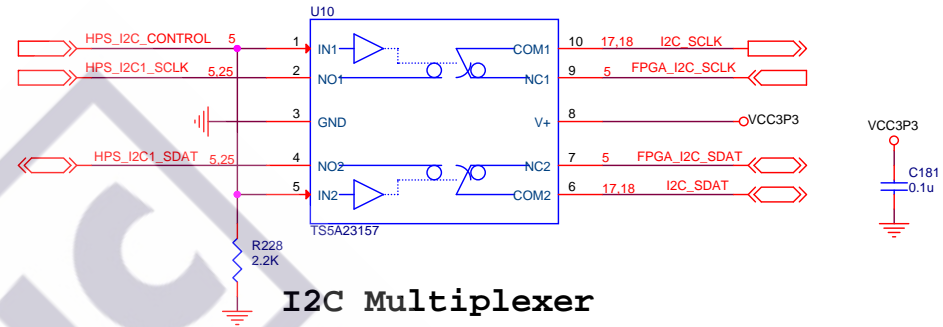 U10
HPS_I2C_CONTROL 5 1 IN1 COM1 10 17,18 I2C_SCLK
HPS_I2C1_SCLK 5,25 2 NO1 NC1 9 5 FPGA_I2C_SCLK
3 GND V+ 8 VCC3P3
HPS_I2C1_SDAT 5,25 4 NO2 NC2 7 5 FPGA_I2C_SDAT
5 IN2 COM2 6 17,18 I2C_SDAT
TS5A23157
VCC3P3
C181
0.1u
R228
2.2K
I2C Multiplexer